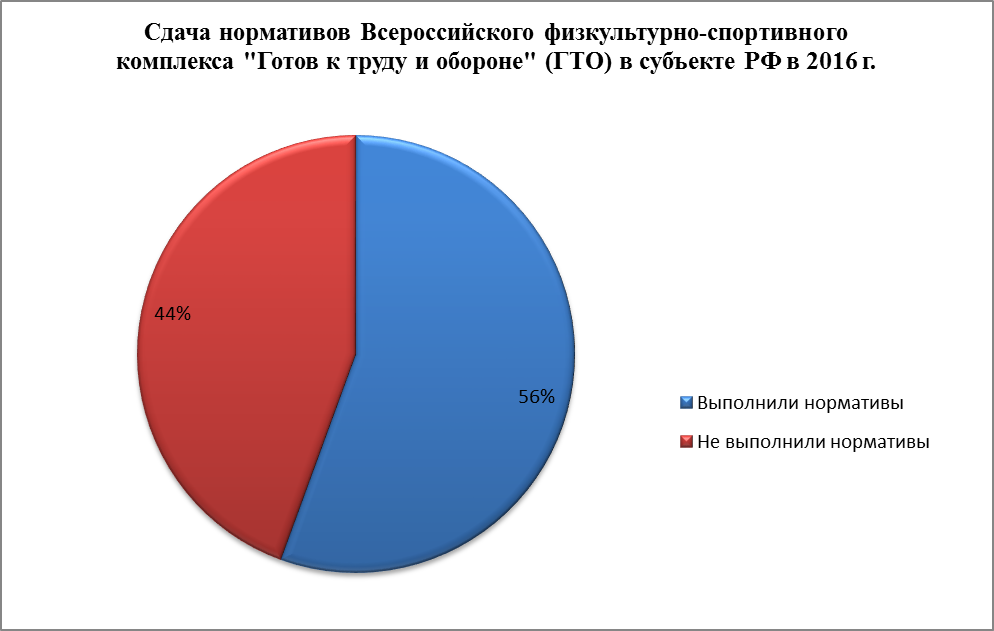 Сдача нормативов Всероссийского физкультурно-спортивного
комплекса "Готов к труду и обороне" (ГТО) в субъекте РФ в 2016 г.
44%
56%
Выполнили нормативы
Не выполнили нормативы